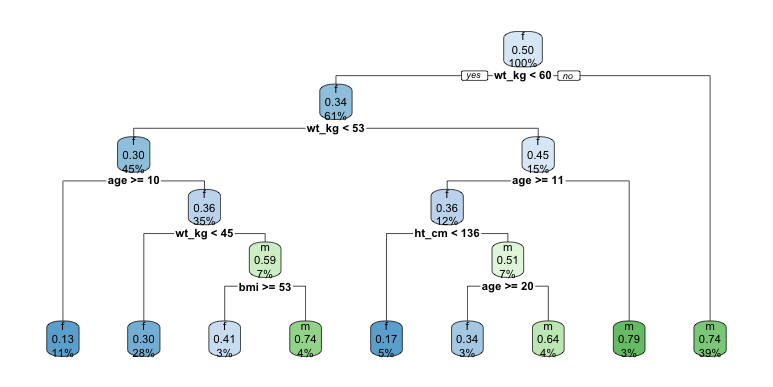 f
0.50
100%
yes wt_kg < 60 no
f
0.34
61%
wt_kg < 53
f
0.30
45%
f
0.45
15%
age >= 10
age >= 11
f
0.36
35%
f
0.36
12%
wt_kg < 45
ht_cm < 136
m
0.59
7%
m
0.51
7%
bmi >= 53
age >= 20
f
0.13
11%
f
0.30
28%
f
0.41
3%
m
0.74
4%
f
0.17
5%
f
0.34
3%
m
0.64
4%
m
0.79
3%
m
0.74
39%